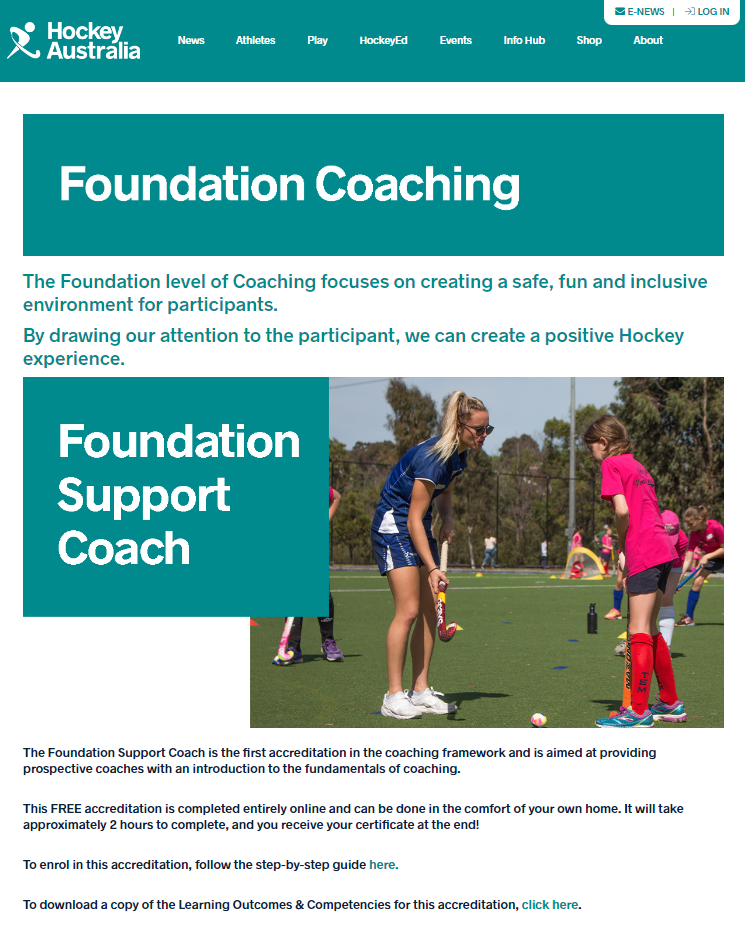 E-NEWS | LOG IN
Hockey
Australia
News Athletes Play HockeyEd Events Info Hub Shop About
Foundation Coaching
The Foundation level of Coaching focuses on creating a safe, fun and inclusive
environment for participants.
By drawing our attention to the participant, we can create a positive Hockey
experience.
Foundation
Support
Coach
The Foundation Support Coach is the first accreditation in the coaching framework and is aimed at providing
prospective coaches with an introduction to the fundamentals of coaching.
This FREE accreditation is completed entirely online and can be done in the comfort of your own home. It will take
approximately 2 hours to complete, and you receive your certificate at the end!
To enrol in this accreditation, follow the step-by-step guide here.
To download a copy of the Learning Outcomes & Competencies for this accreditation, click here.